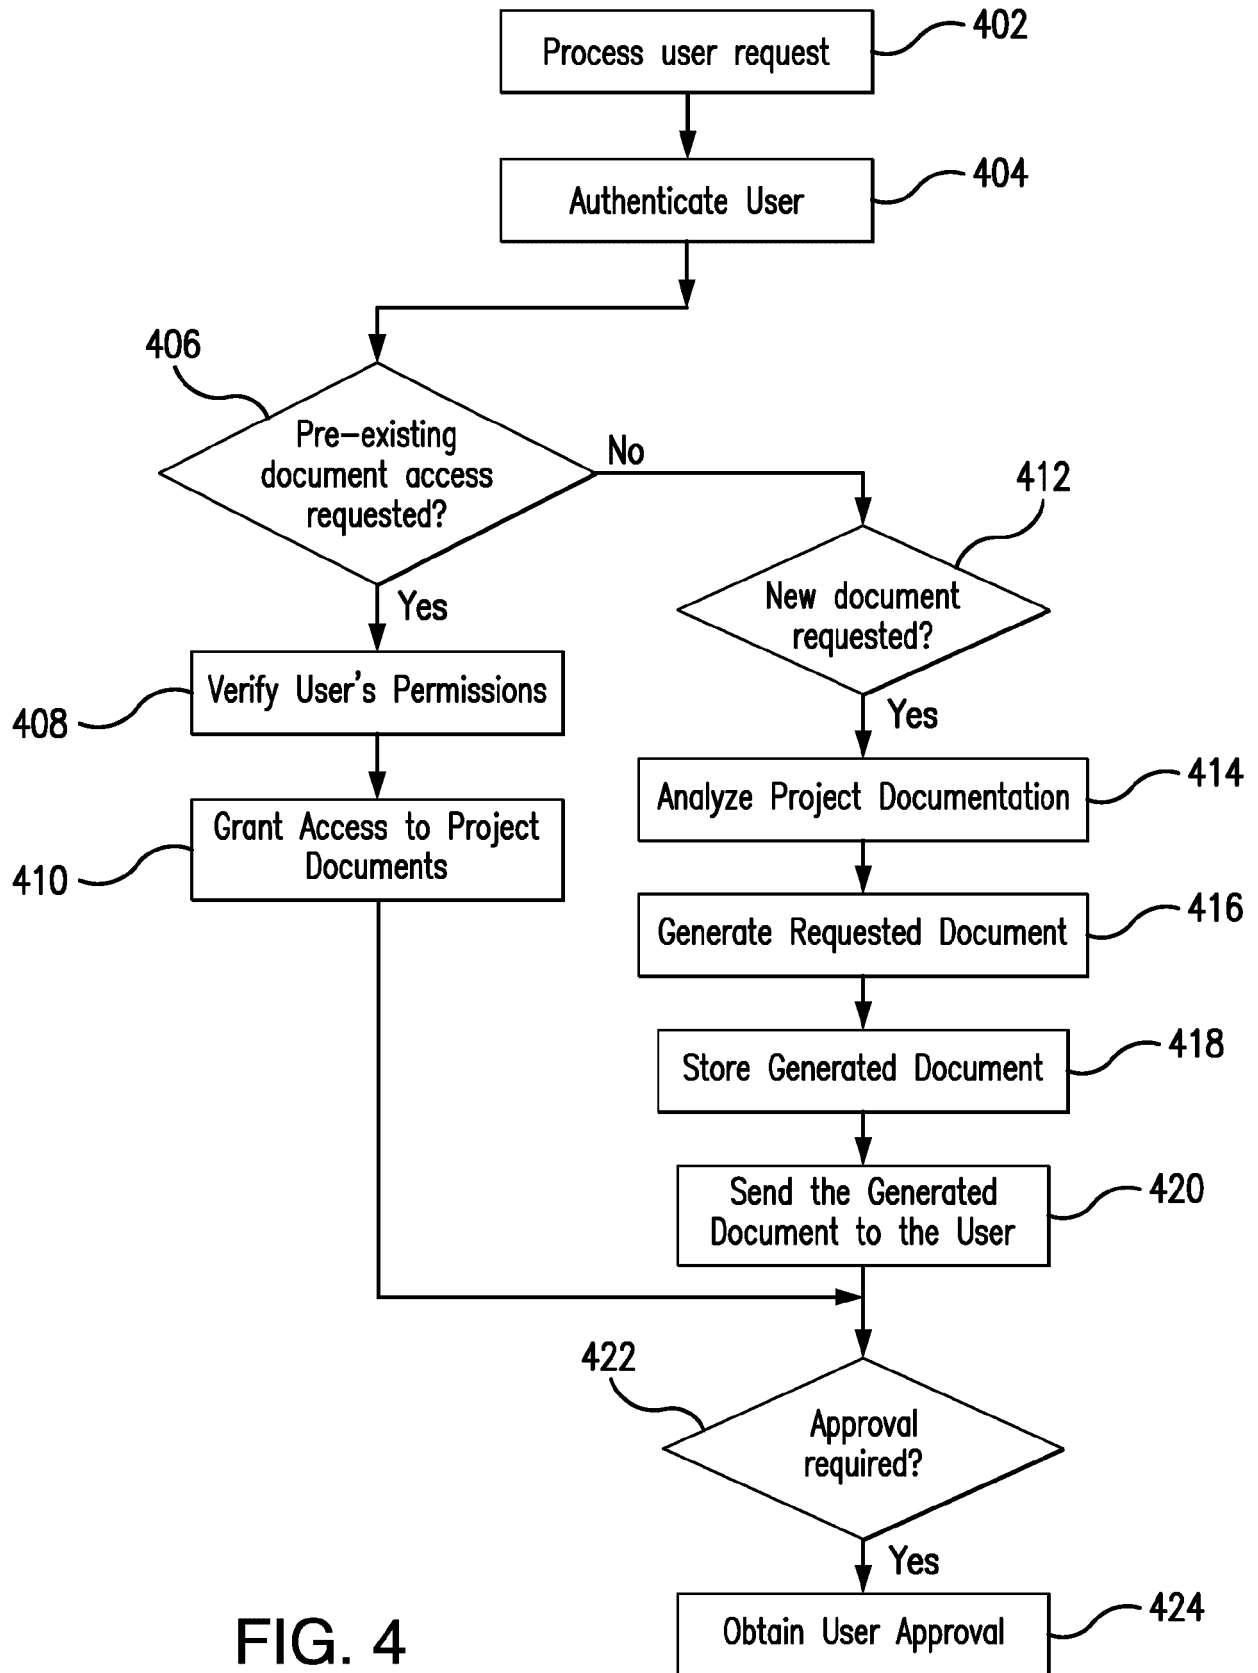 Process user request
402
Authenticate User
404
406
Pre-existing
document access
requested?
No
Yes
412
New document
requested?
Yes
Verify User's Permissions
408
Grant Access to Project
Documents
410
Analyze Project Documentation
414
Generate Requested Document
416
Store Generated Document
418
Send the Generated
Document to the User
420
422
Approval
required?
Yes
Obtain User Approval
424
FIG. 4